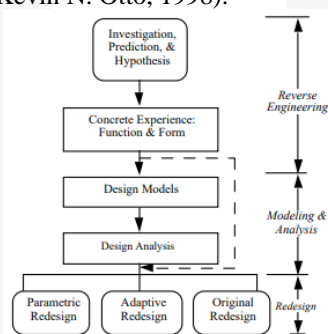 Kevin N. Otto, 1998).
Investigation,
Prediction, &
Hypothesis
Reverse
Engineering
Concrete Experience:
Function & Form
Design Models
Modeling &
Analysis
Design Analysis
Parametric
Redesign
Adaptive
Redesign
Original
Redesign
Redesign